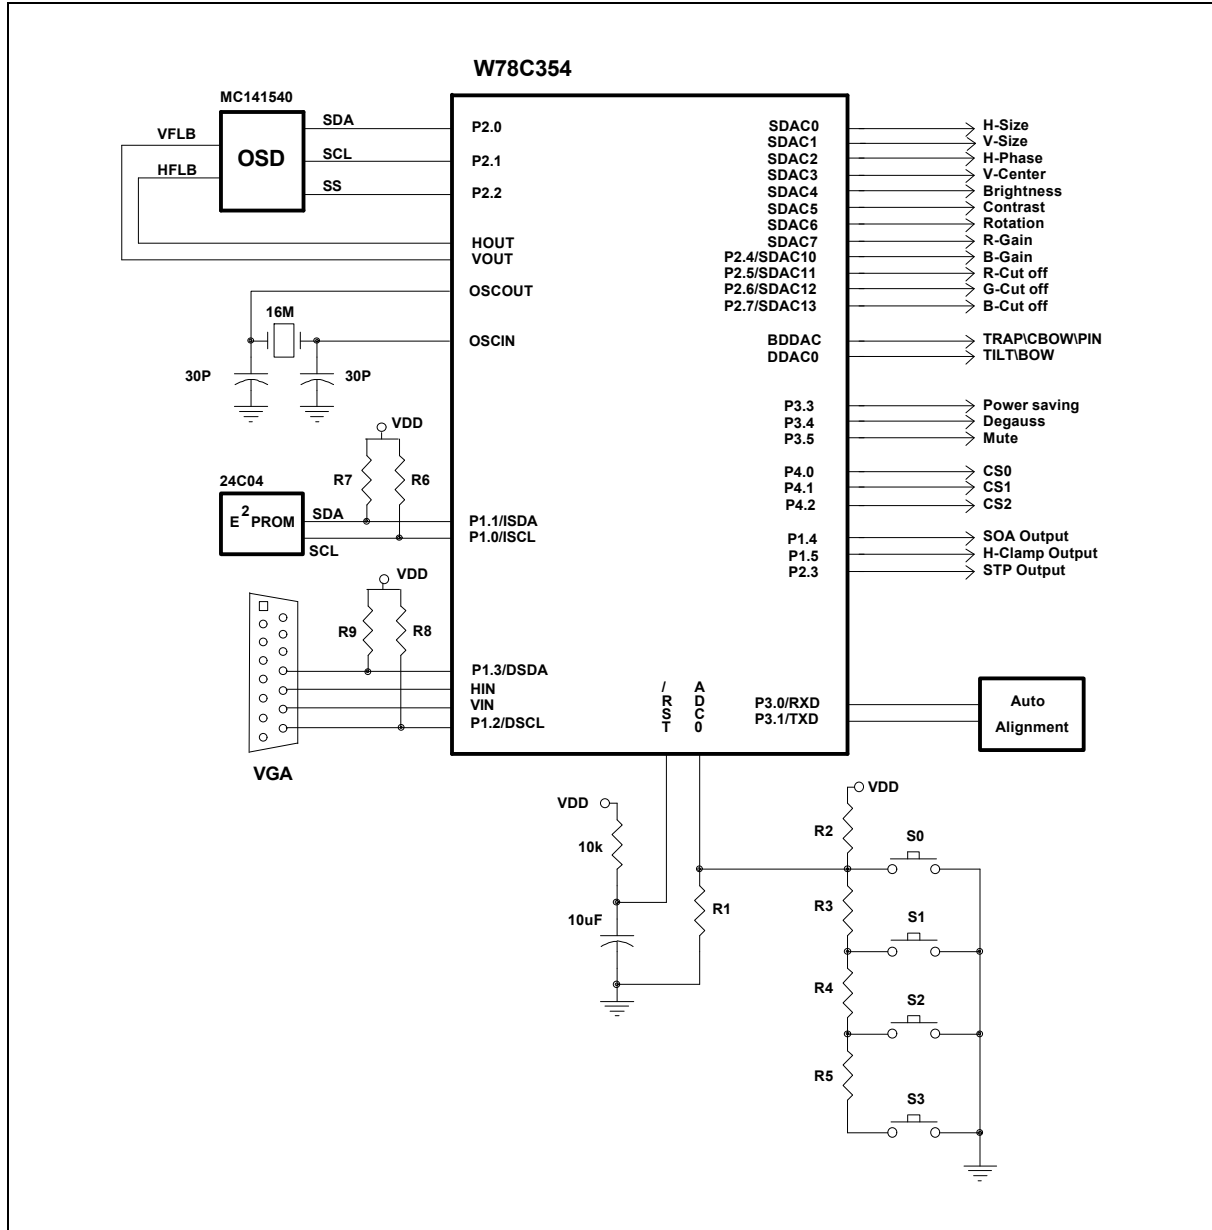 W78C354
MC141540
OSD
VFLB
HFLB
SDA
SCL
SS
P2.0
P2.1
P2.2
HOUT
VOUT
OSCOUT
OSCIN
16M
30P
30P
VDD
R7
R6
24C04
E2PROM
SDA
SCL
P1.1/ISDA
P1.0/ISCL
VDD
R9
R8
P1.3/DSDA
HIN
VIN
P1.2/DSCL
VGA
SDAC0 H-Size
SDAC1 V-Size
SDAC2 H-Phase
SDAC3 V-Center
SDAC4 Brightness
SDAC5 Contrast
SDAC6 Rotation
SDAC7 R-Gain
P2.4/SDAC10 B-Gain
P2.5/SDAC11 R-Cut off
P2.6/SDAC12 G-Cut off
P2.7/SDAC13 B-Cut off
BDDAC TRAP\CBOW\PIN
DDAC0 TILT\BOW
P3.3 Power saving
P3.4 Degauss
P3.5 Mute
P4.0 CS0
P4.1 CS1
P4.2 CS2
P1.4 SOA Output
P1.5 H-Clamp Output
P2.3 STP Output
/RST
ADC0
P3.0/RXD
P3.1/TXD
Auto
Alignment
VDD
10k
10uF
R1
VDD
R2
S0
R3
S1
R4
S2
R5
S3